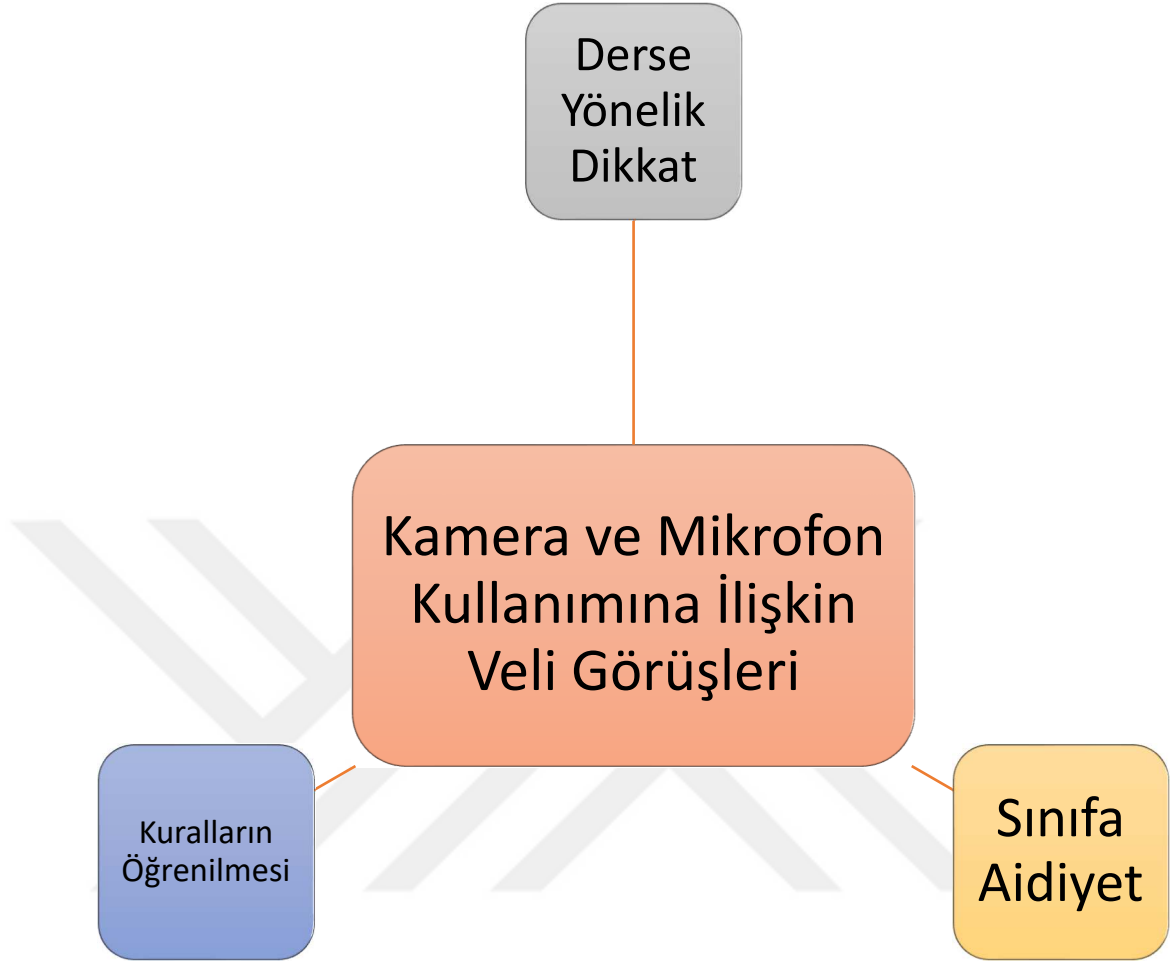 Derse
Yönelik
Dikkat
Kamera ve Mikrofon
Kullanımına İlişkin
Veli Görüşleri
Kuralların
Öğrenilmesi
Sınıfa
Aidiyet